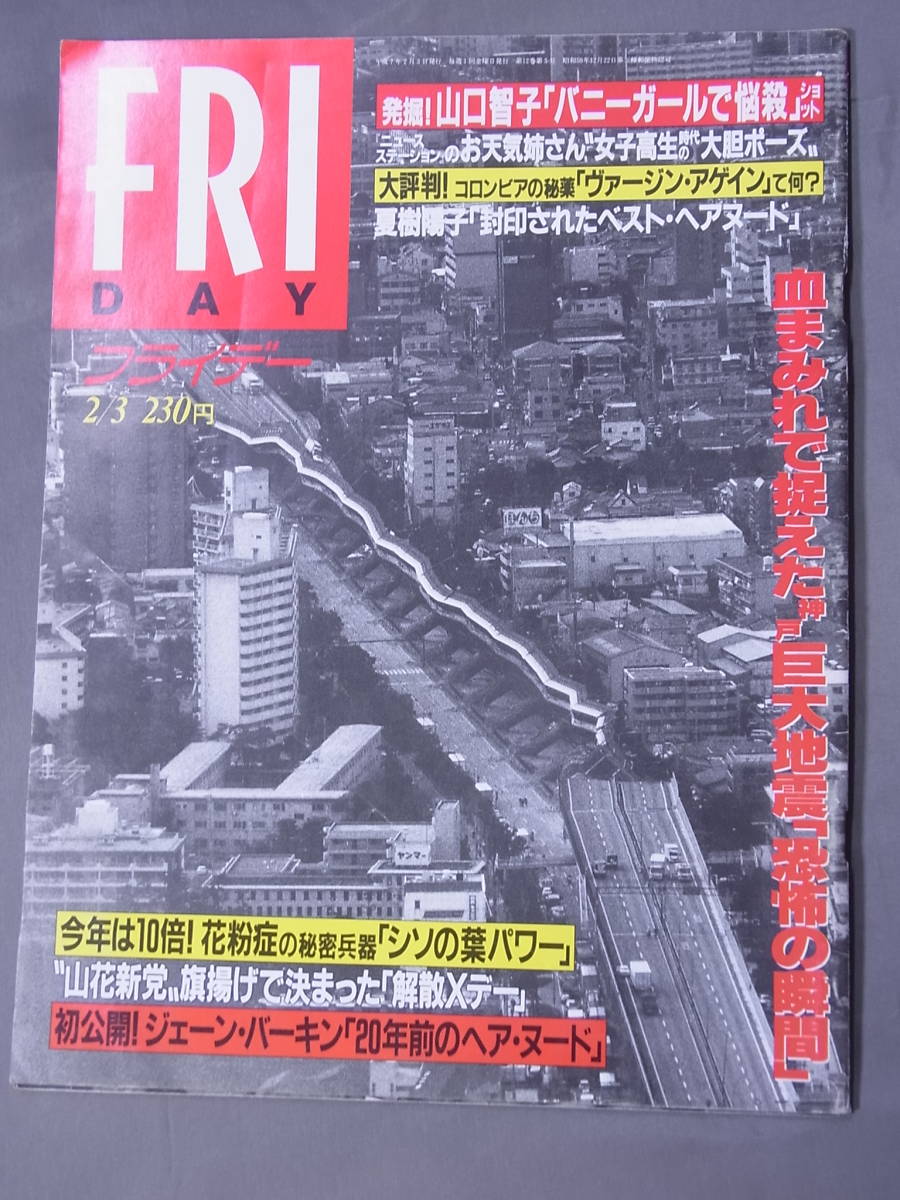 FRI
DAY
フライデー
2/3 230円
発掘!山口智子「バニーガールで悩殺」ショット
「ニュースステーション」のお天気姉さん〝女子高生時代の〟大胆ポーズ〟
大評判!コロンビアの秘薬「ヴァージン・アゲイン」て何?
夏樹陽子「封印されたベスト・ヘアヌード」
血まみれで捉えた〝神戸〟巨大地震「恐怖の瞬間」
ほんち
ヤンマー
今年は10倍!花粉症の秘密兵器「シソの葉パワー」
〝山花新党〟旗揚げで決まった「解散Xデー」
初公開!ジェーン・バーキン「20年前のヘア・ヌード」